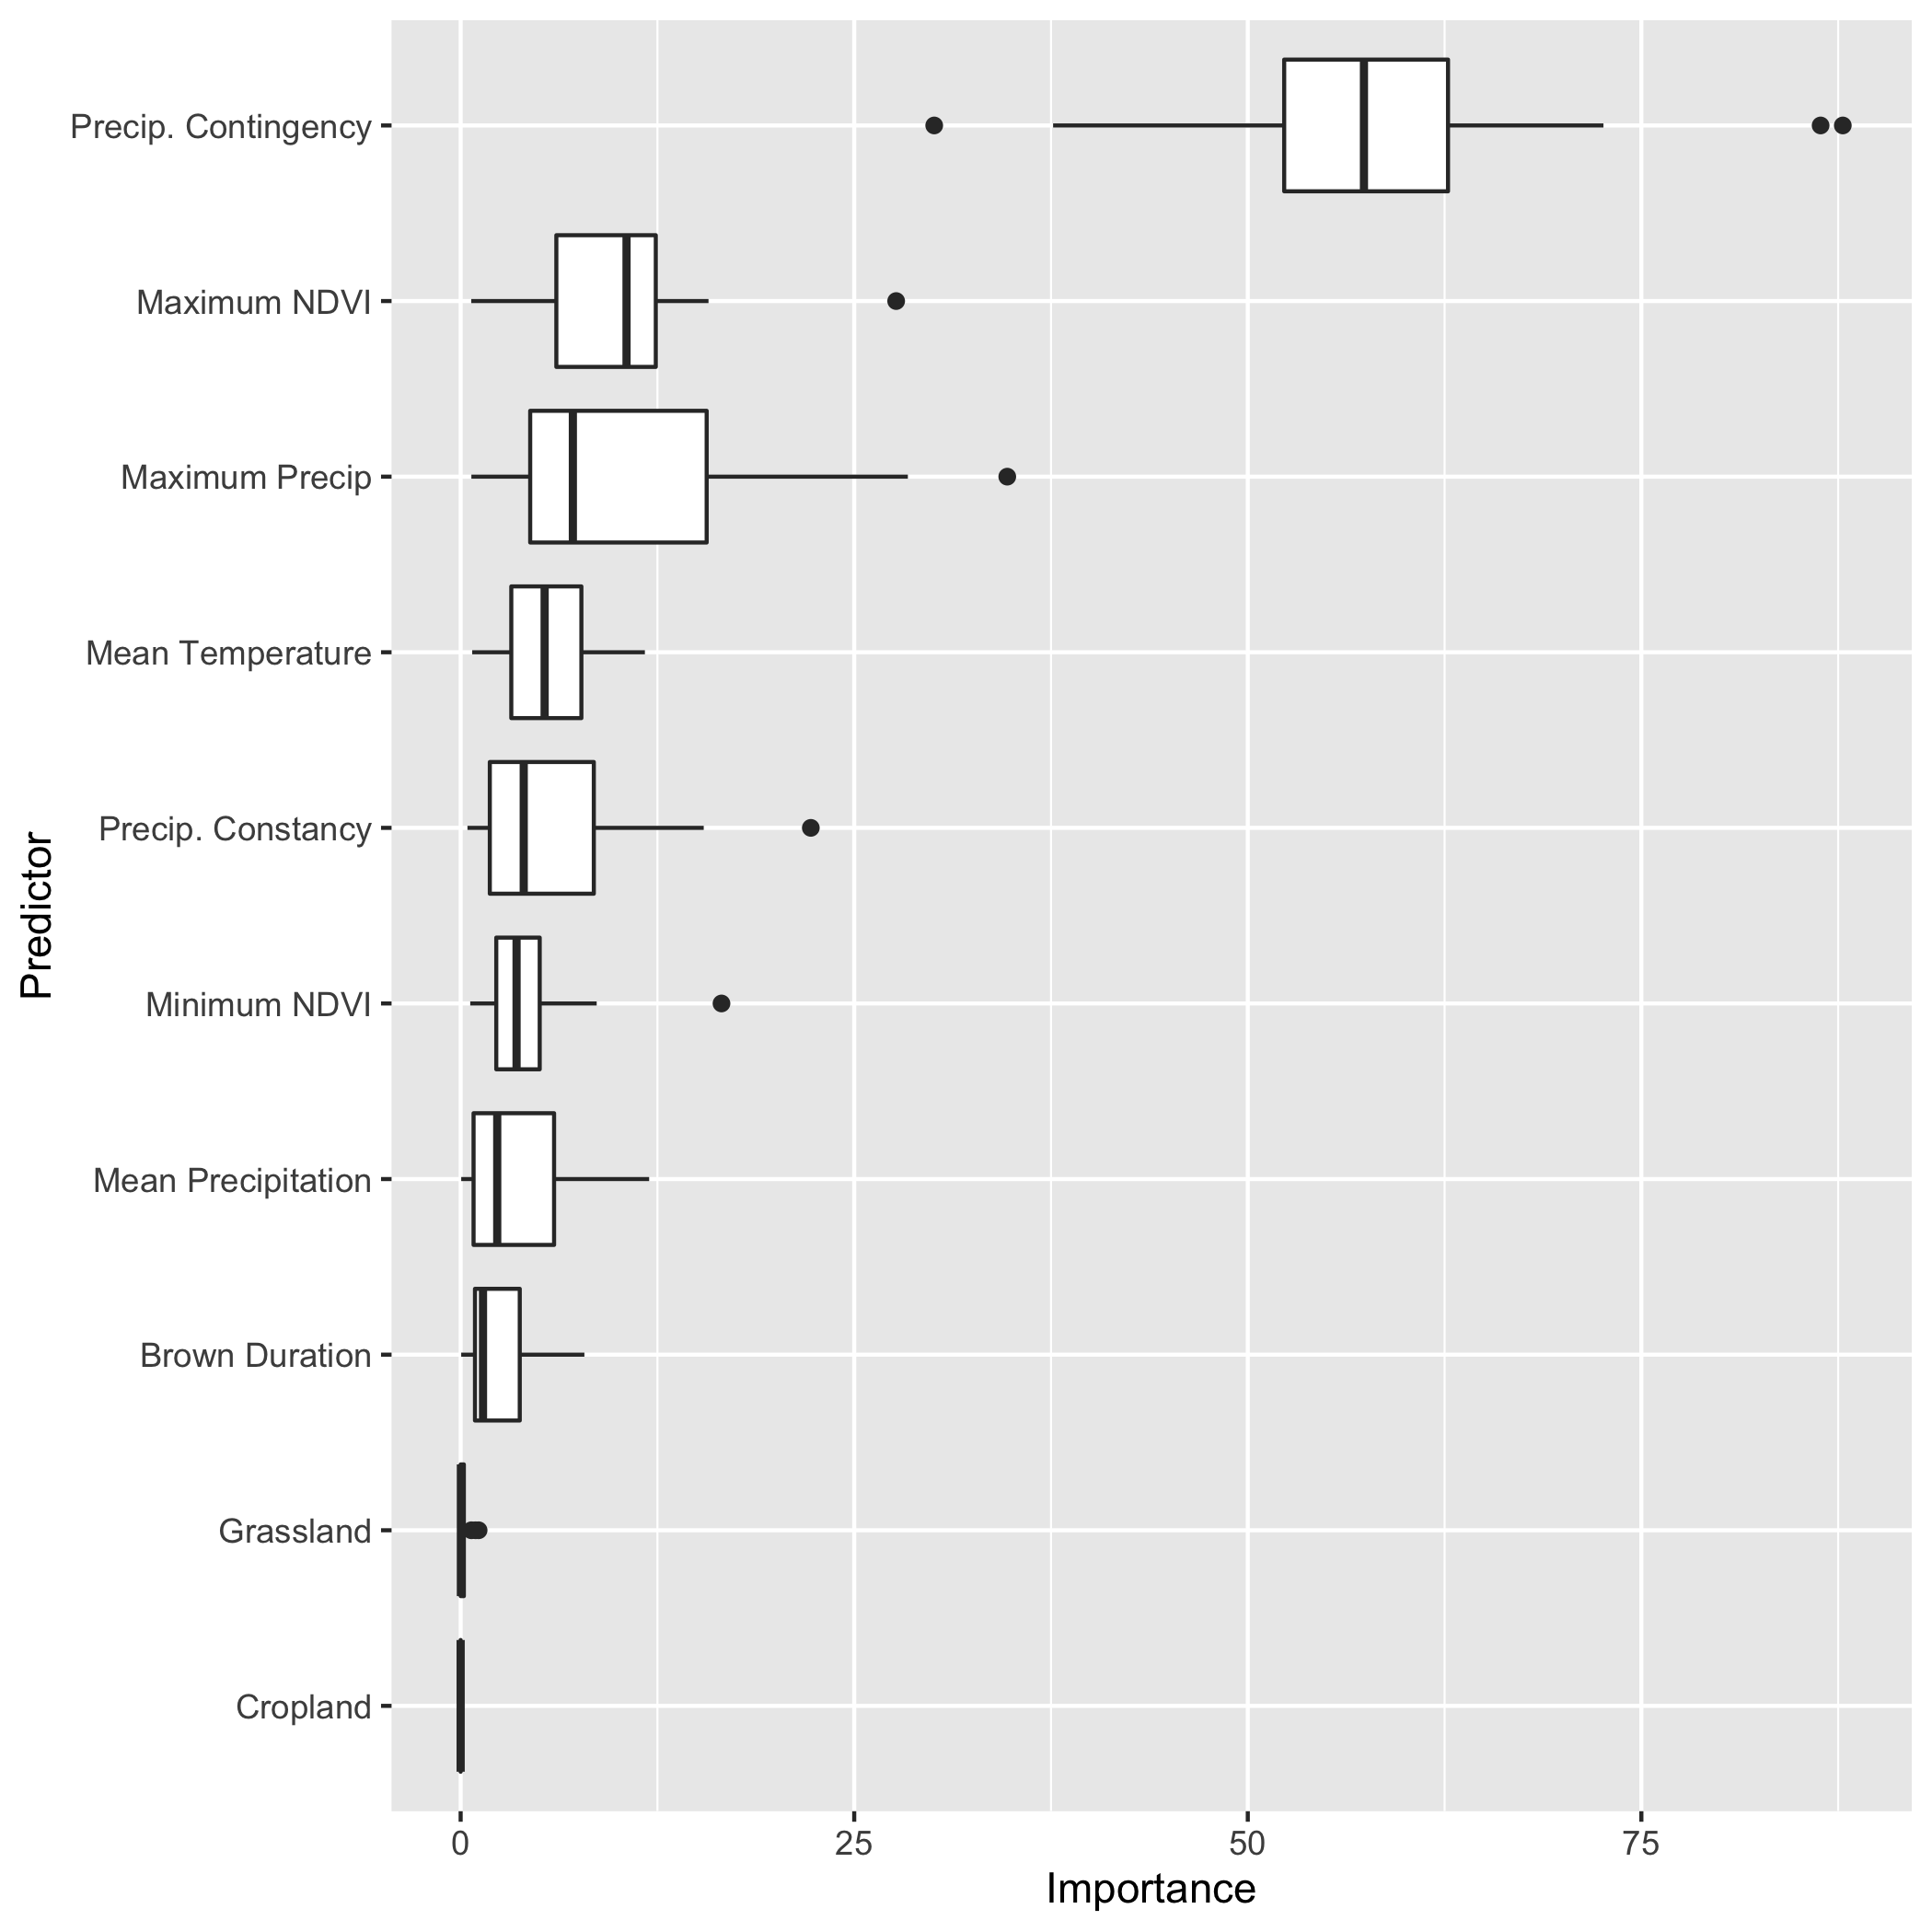 Precip. Contingency
Maximum NDVI
Maximum Precip
Mean Temperature
Precip. Constancy
Minimum NDVI
Mean Precipitation
Brown Duration
Grassland
Cropland
Predictor
0 25 50 75
Importance